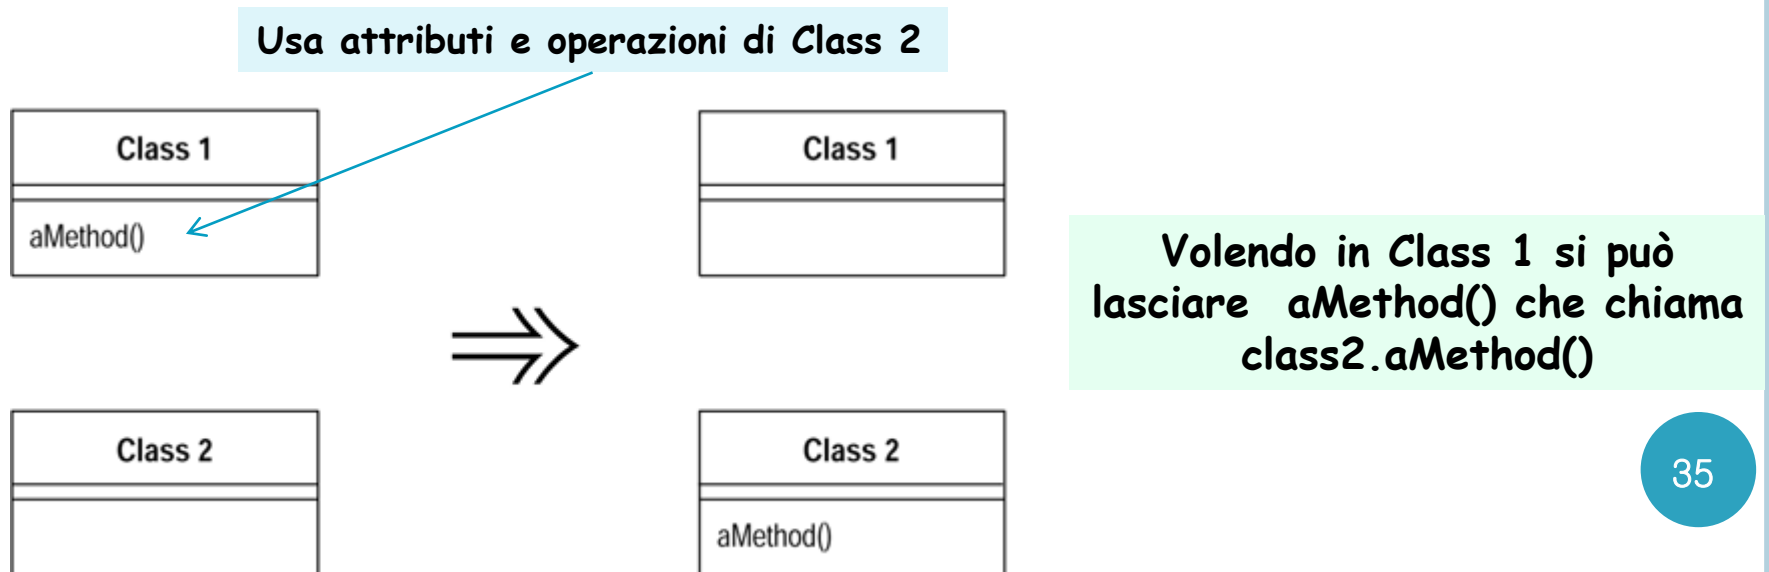 Usa attributi e operazioni di Class 2
Class 1
aMethod()
Class 2
Class 1
Class 2
aMethod()
Volendo in Class 1 si può
lasciare aMethod() che chiama
class2.aMethod()
35